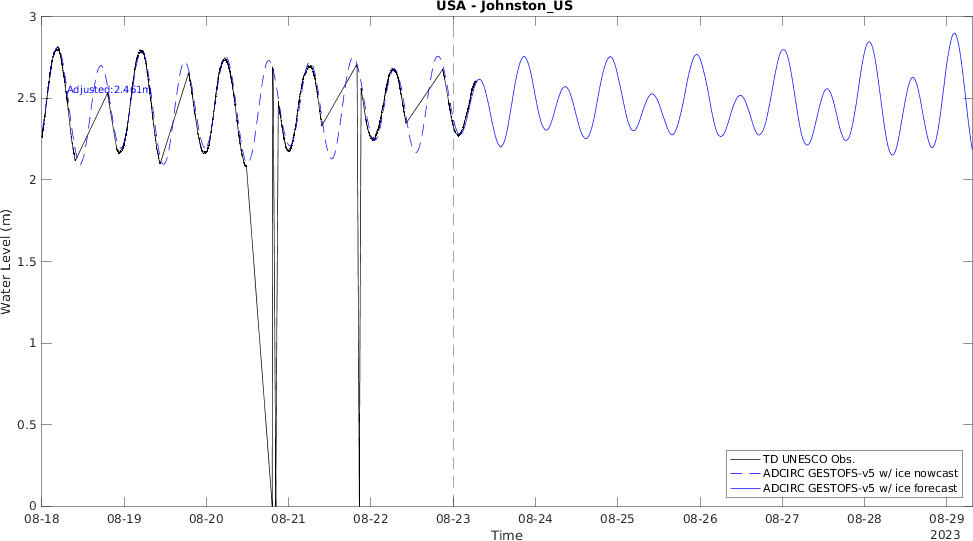 USA - Johnston_US
3
2.5
2
1.5
1
0.5
0
Water Level (m)
Adjusted:2.461m
TD UNESCO Obs.
ADCIRC GESTOFS-v5 w/ ice nowcast
ADCIRC GESTOFS-v5 w/ ice forecast
08-18 08-19 08-20 08-21 08-22 08-23 08-24 08-25 08-26 08-27 08-28 08-29
Time
2023